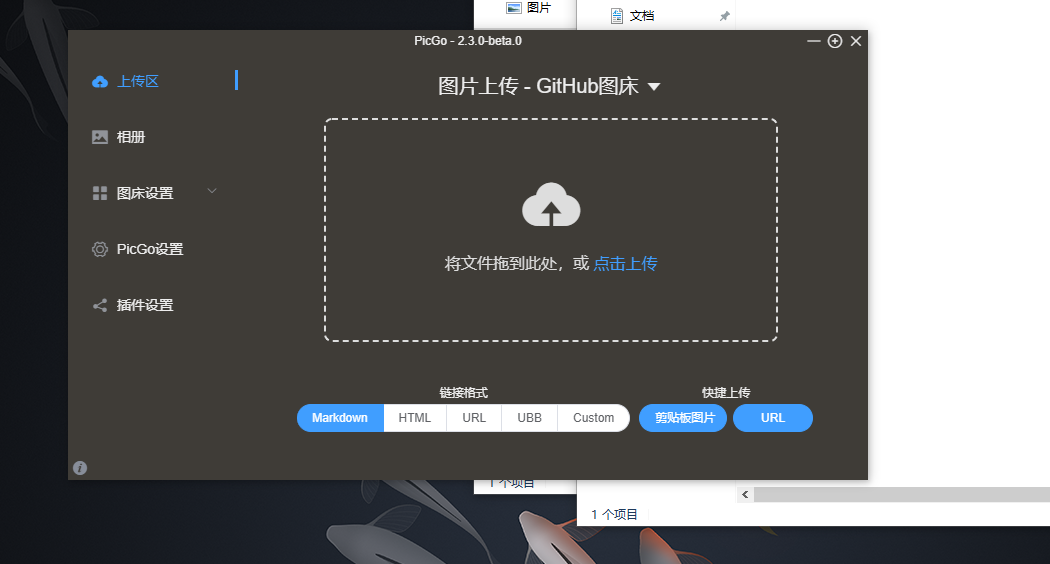 图片
文档
PicGo - 2.3.0-beta.0
上传区
图片上传 - GitHub图床
相册
图床设置
PicGo设置
将文件拖到此处，或 点击上传
插件设置
链接格式
快捷上传
Markdown HTML URL UBB Custom 剪贴板图片 URL
1 个项目
1 个项目